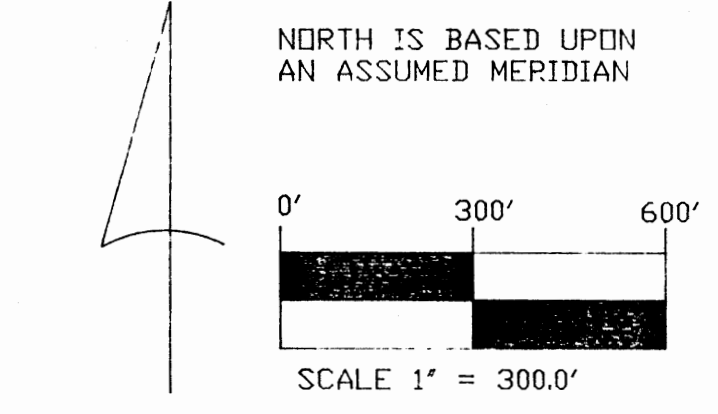 NORTH IS BASED UPON
AN ASSUMED MERIDIAN
0' 300' 600'
SCALE 1" = 300.0'